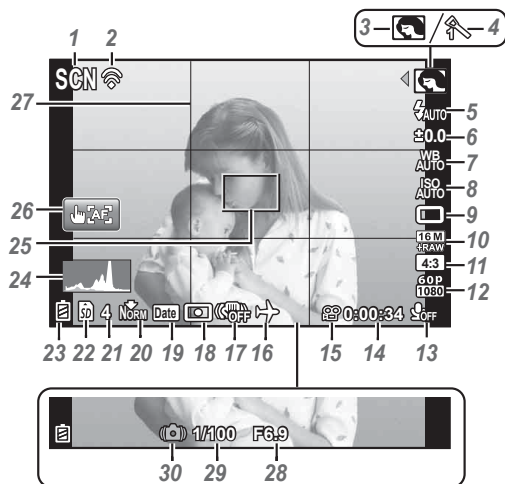 3 / 4
1 2
SCN
27
AUTO 5
±0.0 6
WB
AUTO 7
ISO
AUTO 8
9
26 AF
25
16M
+RAW 10
24
4:3 11
60p
1080 12
SD 4 NORM Date OFF 0:00:34 OFF
23 22 21 20 19 18 17 16 15 14 13
1/100 F6.9
30 29 28